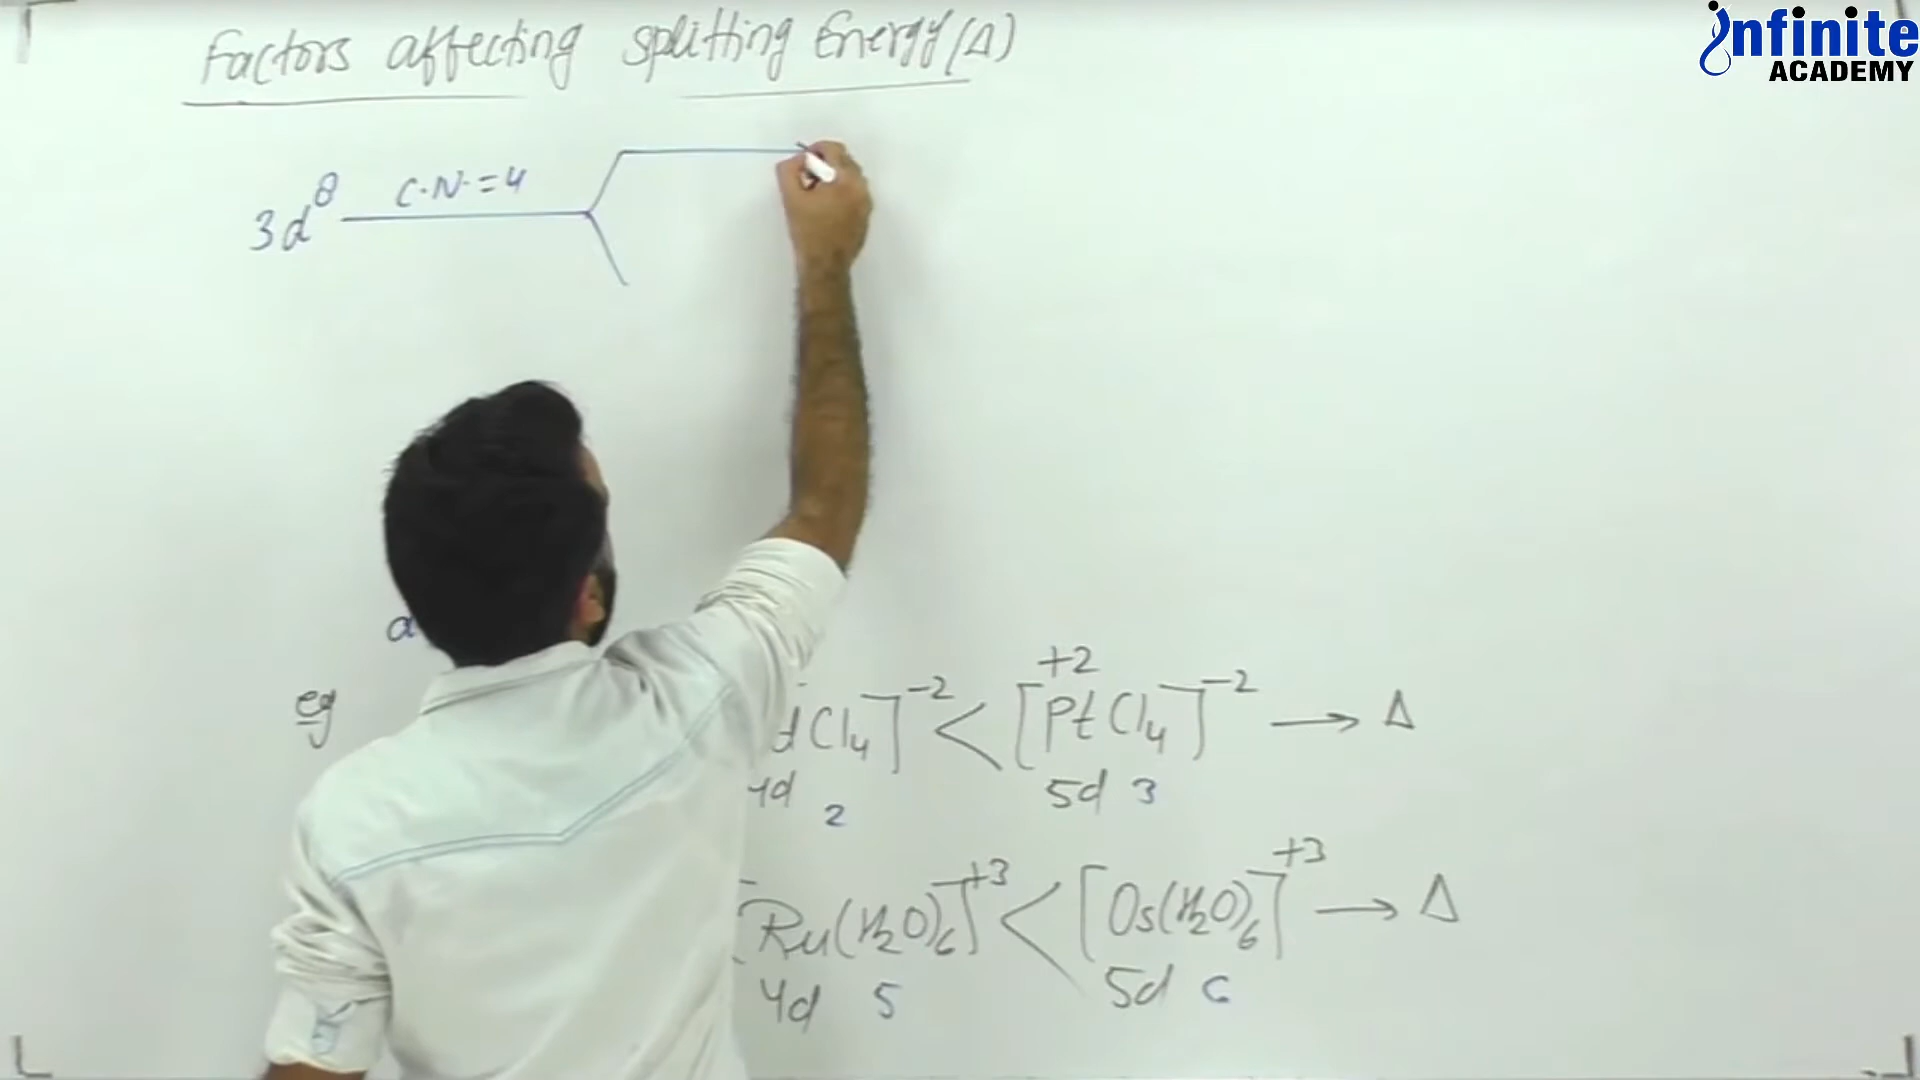 infinite
ACADEMY
Factors affecting splitting Energy (Δ)
3d⁸ C.N.=4
eg
dCl₄]⁻² < [PtCl₄]⁻² → Δ
+2
4d 2 5d 3
[Ru(H₂O)₆]⁺³ < [Os(H₂O)₆]⁺³ → Δ
4d 5 5d 6